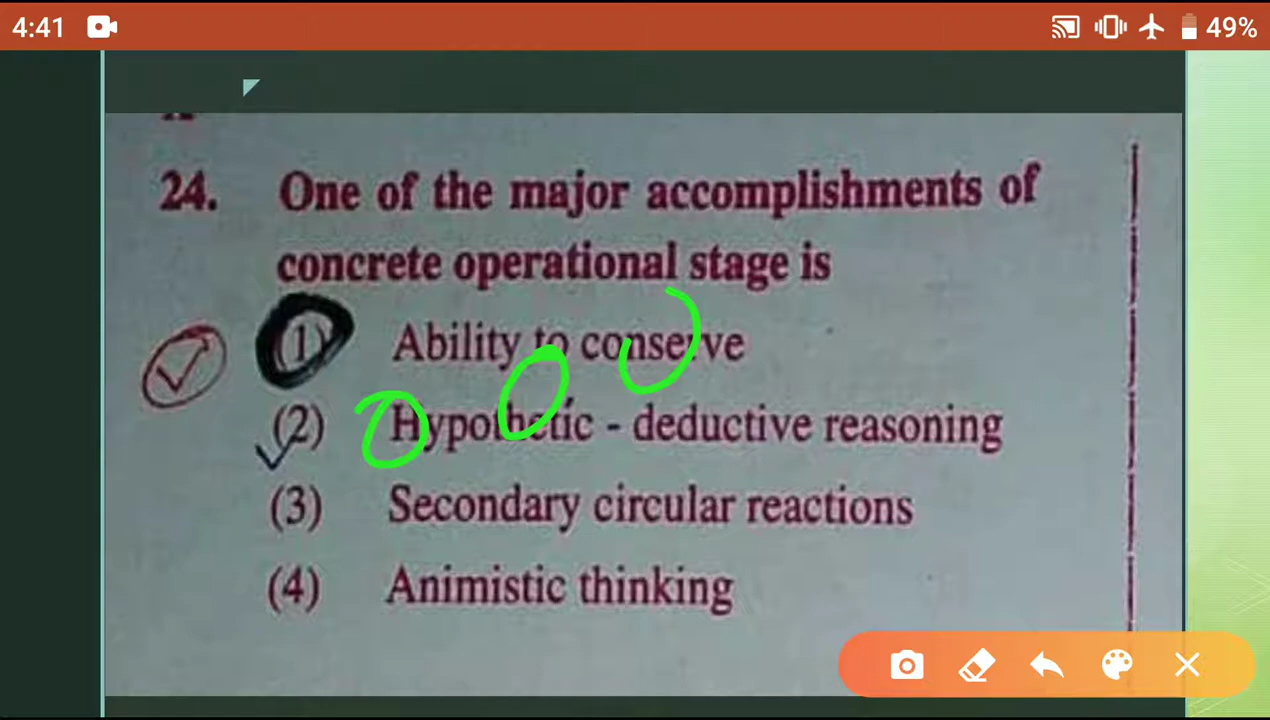 4:41
49%
24. One of the major accomplishments of
concrete operational stage is
(1) Ability to conserve
(2) Hypothetic - deductive reasoning
(3) Secondary circular reactions
(4) Animistic thinking